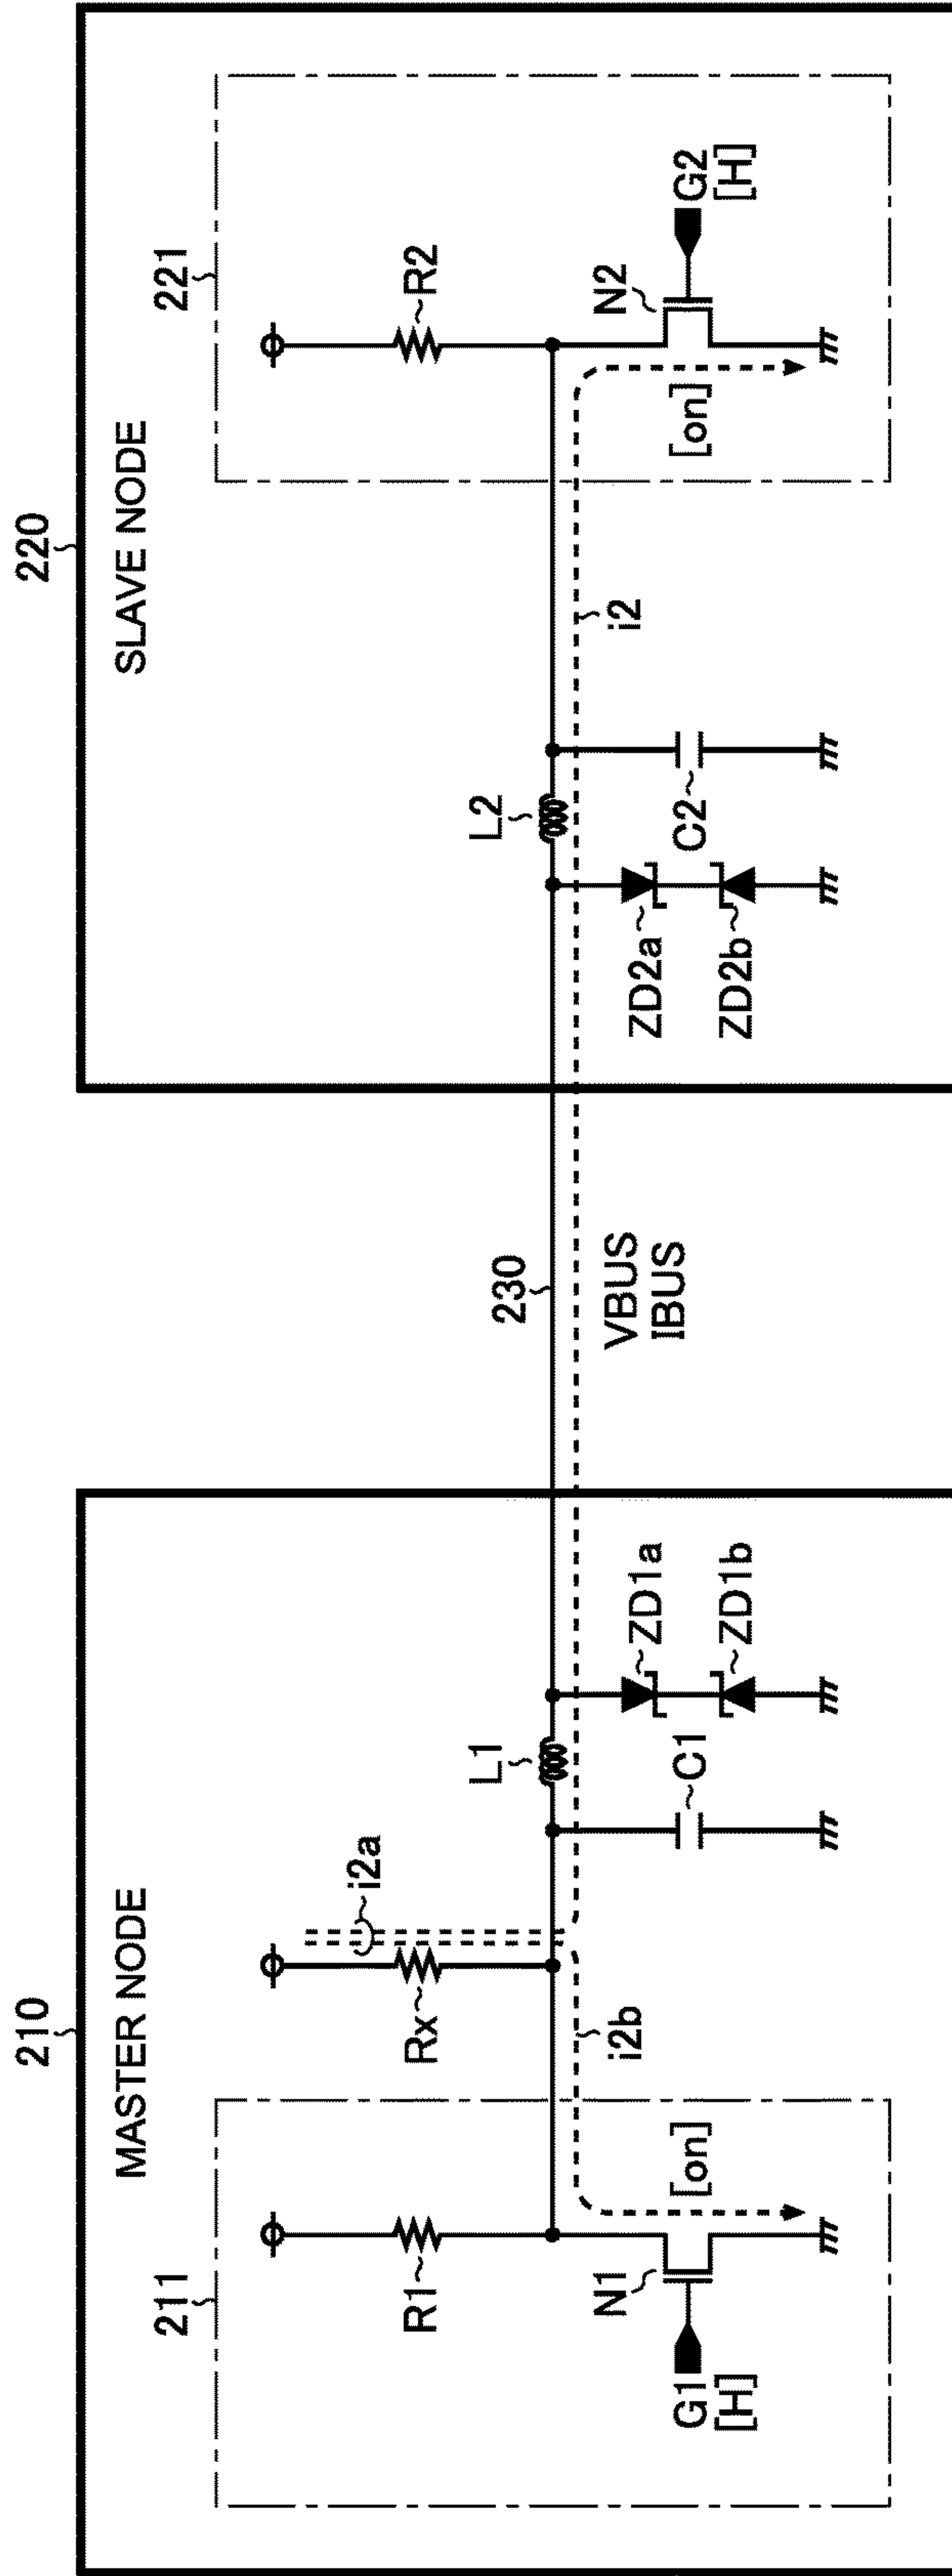 210
MASTER NODE
211
R1
Rx
i2a
L1
N1
[on]
G1
[H]
i2b
C1
ZD1a
ZD1b
230
VBUS
IBUS
220
SLAVE NODE
221
R2
L2
i2
ZD2a
ZD2b
C2
N2
[on]
G2
[H]